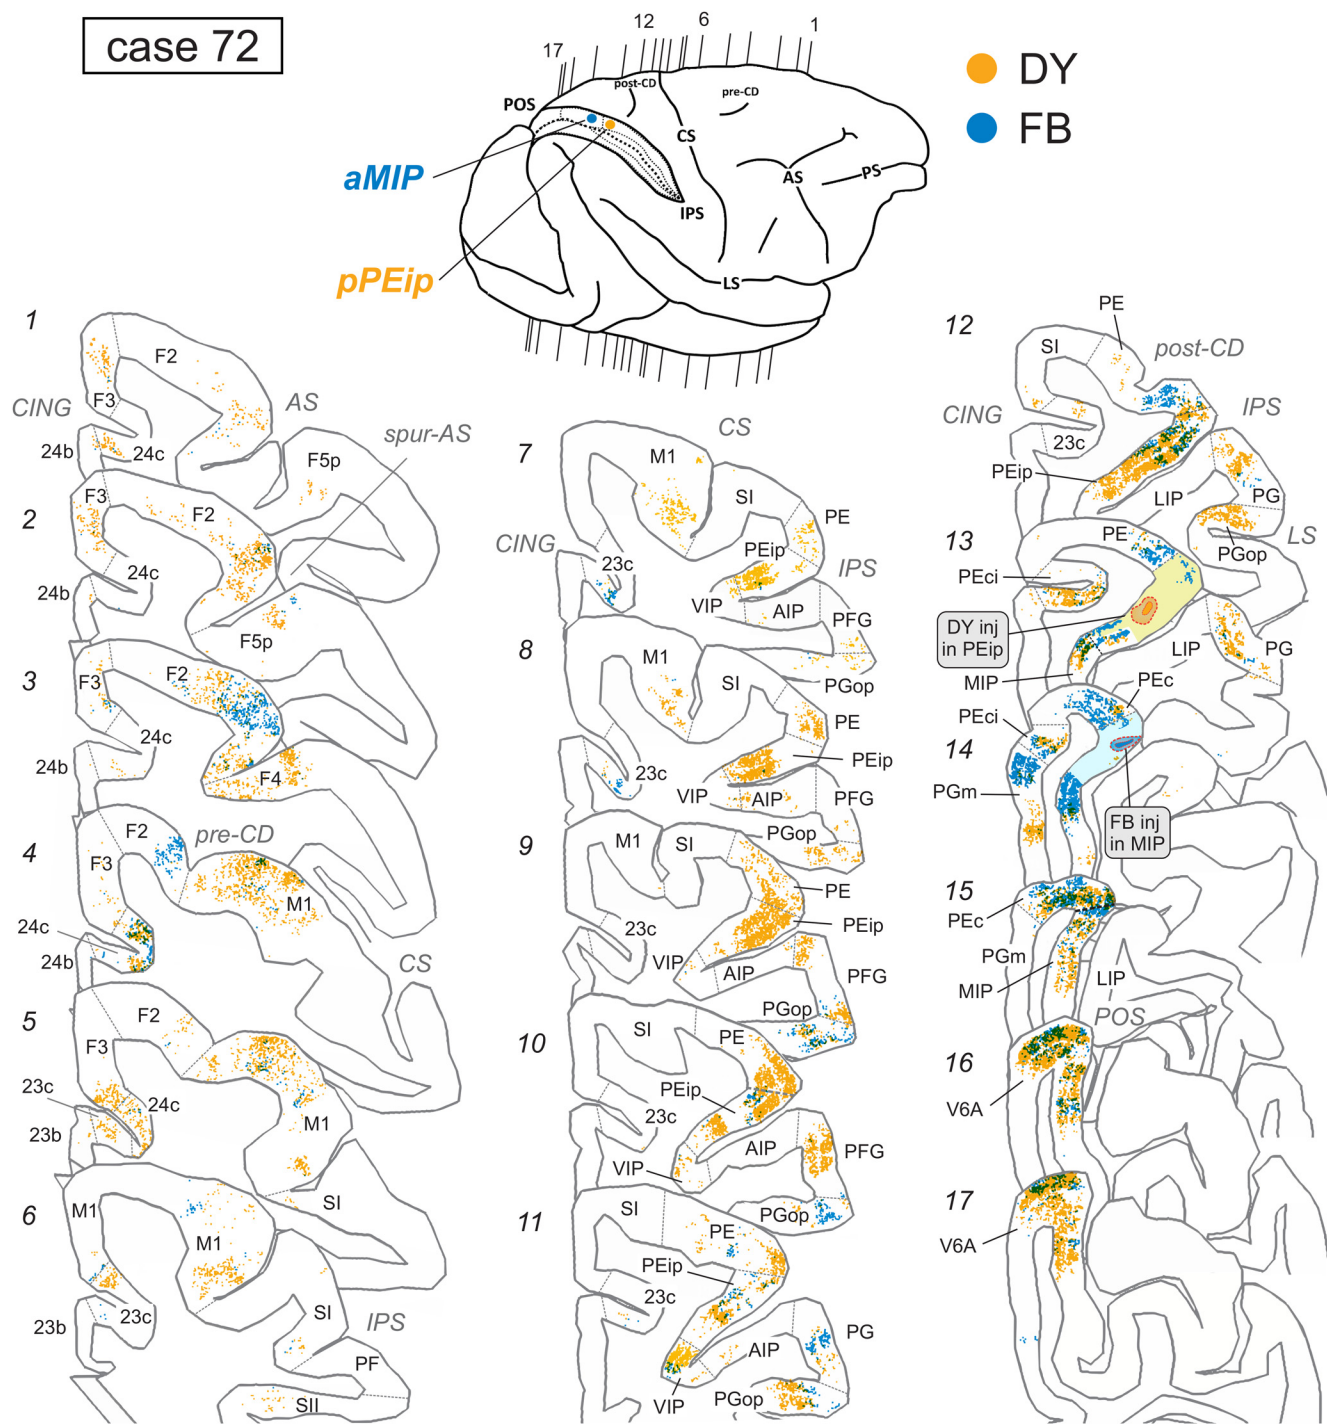 case 72
12
6
1
17
post-CD
pre-CD
POS
CS
aMIP
AS
PS
IPS
pPEip
LS
DY
FB
1
F2
AS
CING
F3
24b
24c
spur-AS
F5p
2
F3
F2
24c
24b
F5p
3
F3
F2
24c
24b
F4
4
F2
pre-CD
F3
M1
24c
24b
CS
5
F2
F3
23c
24c
23b
M1
6
M1
M1
SI
23b
23c
SI
IPS
PF
SII
7
CS
M1
SI
PE
CING
PEip
23c
IPS
VIP
AIP
PFG
8
M1
SI
PGop
PE
23c
PEip
VIP
AIP
PFG
9
M1
SI
PGop
PE
23c
PEip
VIP
AIP
PFG
10
SI
PE
PGop
PEip
23c
AIP
VIP
PFG
11
SI
PE
PGop
PEip
23c
AIP
PG
VIP
PGop
12
PE
SI
post-CD
CING
IPS
23c
PEip
LIP
PG
13
PE
LS
PGop
PEci
DY inj
in PEip
LIP
PG
MIP
PEc
PEci
14
PGm
FB inj
in MIP
15
PEc
PGm
MIP
LIP
POS
16
V6A
17
V6A